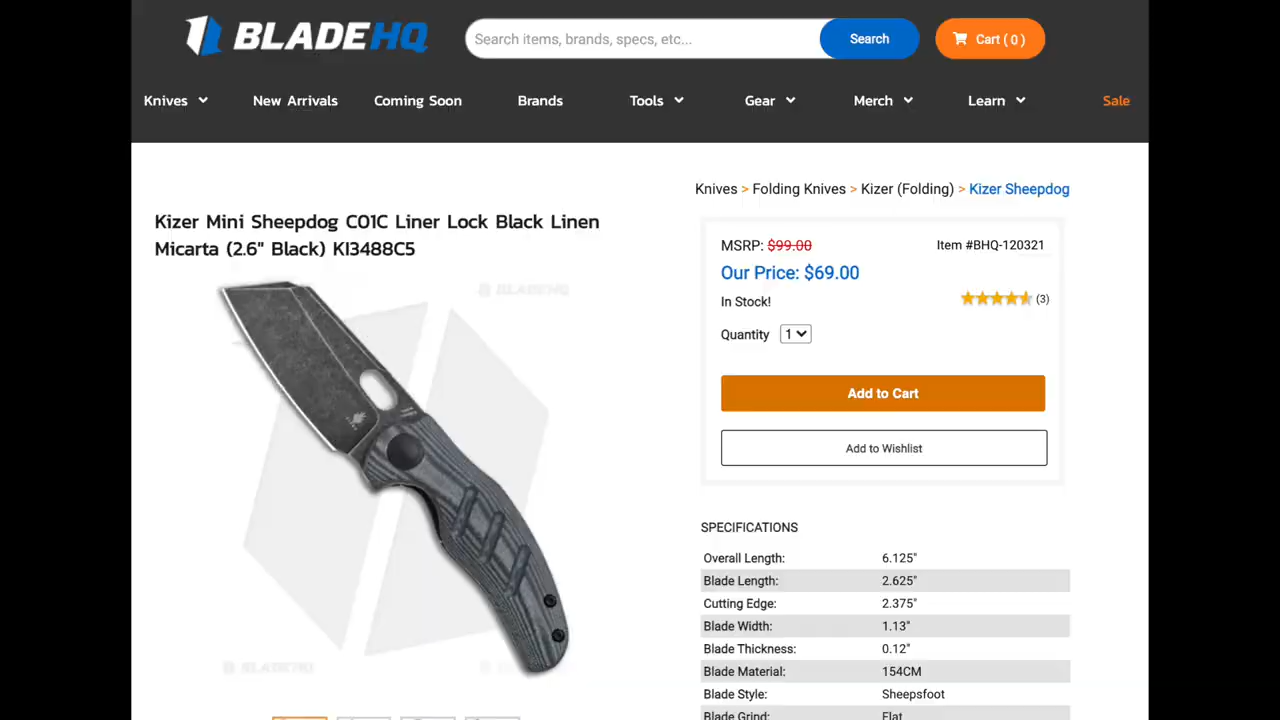 BLADEHQ
Search items, brands, specs, etc...
Search
Cart ( 0 )
Knives
New Arrivals
Coming Soon
Brands
Tools
Gear
Merch
Learn
Sale
Knives > Folding Knives > Kizer (Folding) > Kizer Sheepdog
Kizer Mini Sheepdog C01C Liner Lock Black Linen
Micarta (2.6" Black) KI3488C5
BLADEHQ
BLADEHQ
BLADEHQ
MSRP: $99.00
Item #BHQ-120321
Our Price: $69.00
In Stock!
(3)
Quantity 1
Add to Cart
Add to Wishlist
SPECIFICATIONS
Overall Length: 6.125"
Blade Length: 2.625"
Cutting Edge: 2.375"
Blade Width: 1.13"
Blade Thickness: 0.12"
Blade Material: 154CM
Blade Style: Sheepsfoot
Blade Grind: Flat